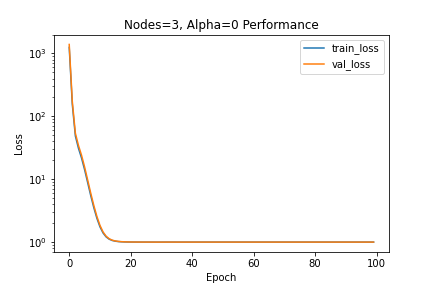 Nodes=3, Alpha=0 Performance
train_loss
val_loss
Loss
10³
10²
10¹
10⁰
0 20 40 60 80 100
Epoch